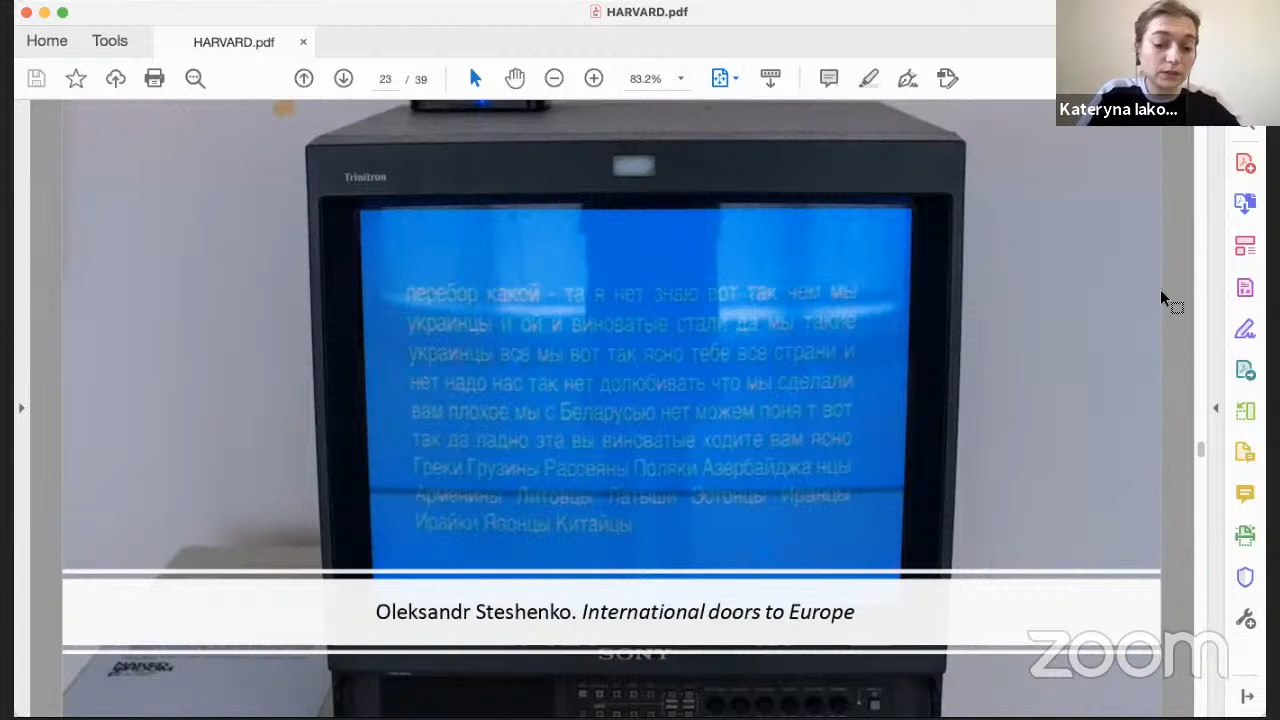 HARVARD.pdf
Home
Tools
HARVARD.pdf
23 / 39
83.2%
Kateryna Iako...
Trinitron
перебор какой - та я нет знаю вот так чем мы
украинцы и ой и виноватые стали да мы такие
украинцы все мы вот так ясно тебе все страни и
нет надо нас так нет долюбивать что мы сделали
вам плохое мы с Беларусью нет можем поня т вот
так да ладно эта вы виноватые ходите вам ясно
Греки Грузины Рассеяны Поляки Азербайджа нцы
Арменины Литовцы Латыши Эстонцы Иранцы
Ирайки Японцы Китайцы
Oleksandr Steshenko. International doors to Europe
SONY
zoom